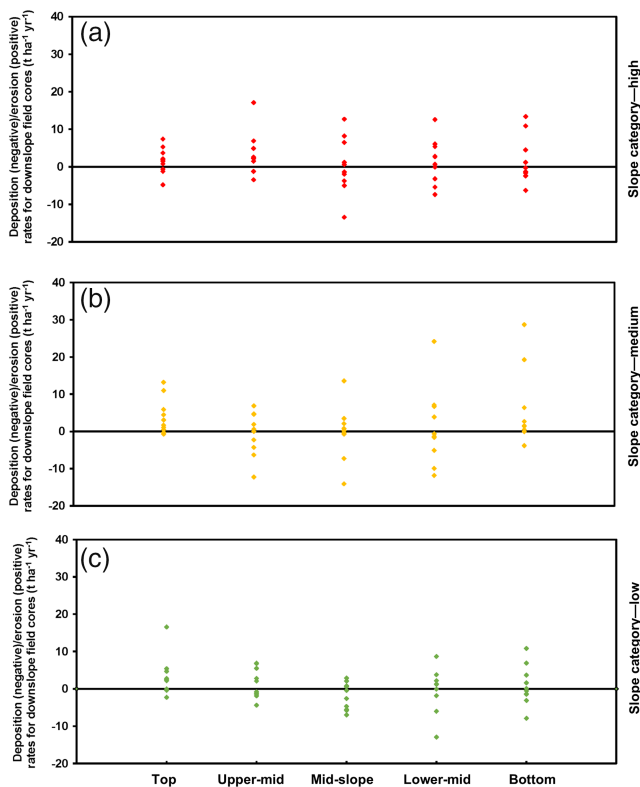 (a)
Deposition (negative)/erosion (positive)
rates for downslope field cores (t ha⁻¹ yr⁻¹)
40
30
20
10
0
-10
-20
Slope category—high
(b)
Deposition (negative)/erosion (positive)
rates for downslope field cores (t ha⁻¹ yr⁻¹)
40
30
20
10
0
-10
-20
Slope category—medium
(c)
Deposition (negative)/erosion (positive)
rates for downslope field cores (t ha⁻¹ yr⁻¹)
40
30
20
10
0
-10
-20
Slope category—low
Top Upper-mid Mid-slope Lower-mid Bottom